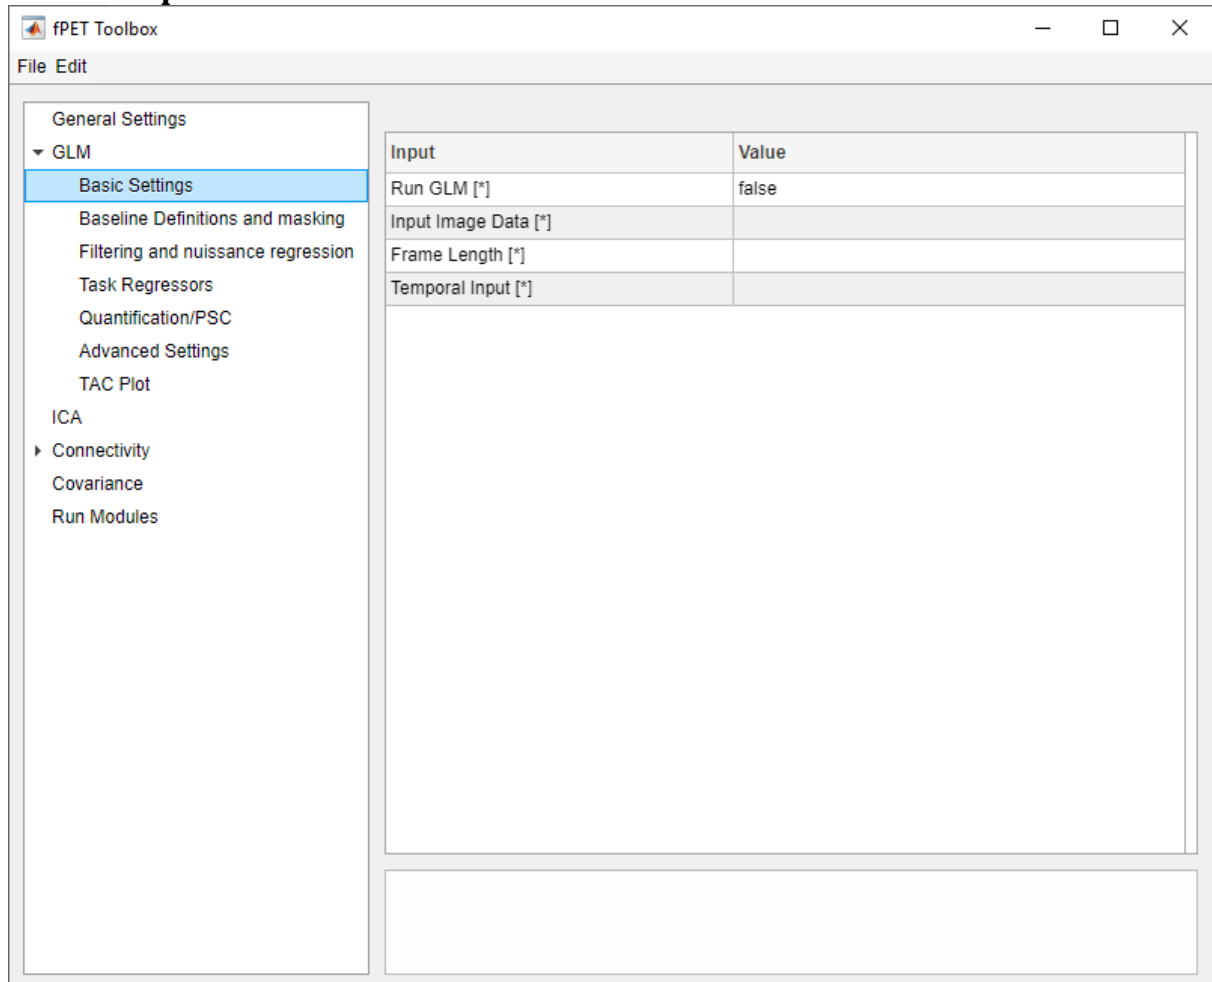 fPET Toolbox
File Edit
General Settings
GLM
Basic Settings
Baseline Definitions and masking
Filtering and nuissance regression
Task Regressors
Quantification/PSC
Advanced Settings
TAC Plot
ICA
Connectivity
Covariance
Run Modules
Input Value
Run GLM [*] false
Input Image Data [*]
Frame Length [*]
Temporal Input [*]